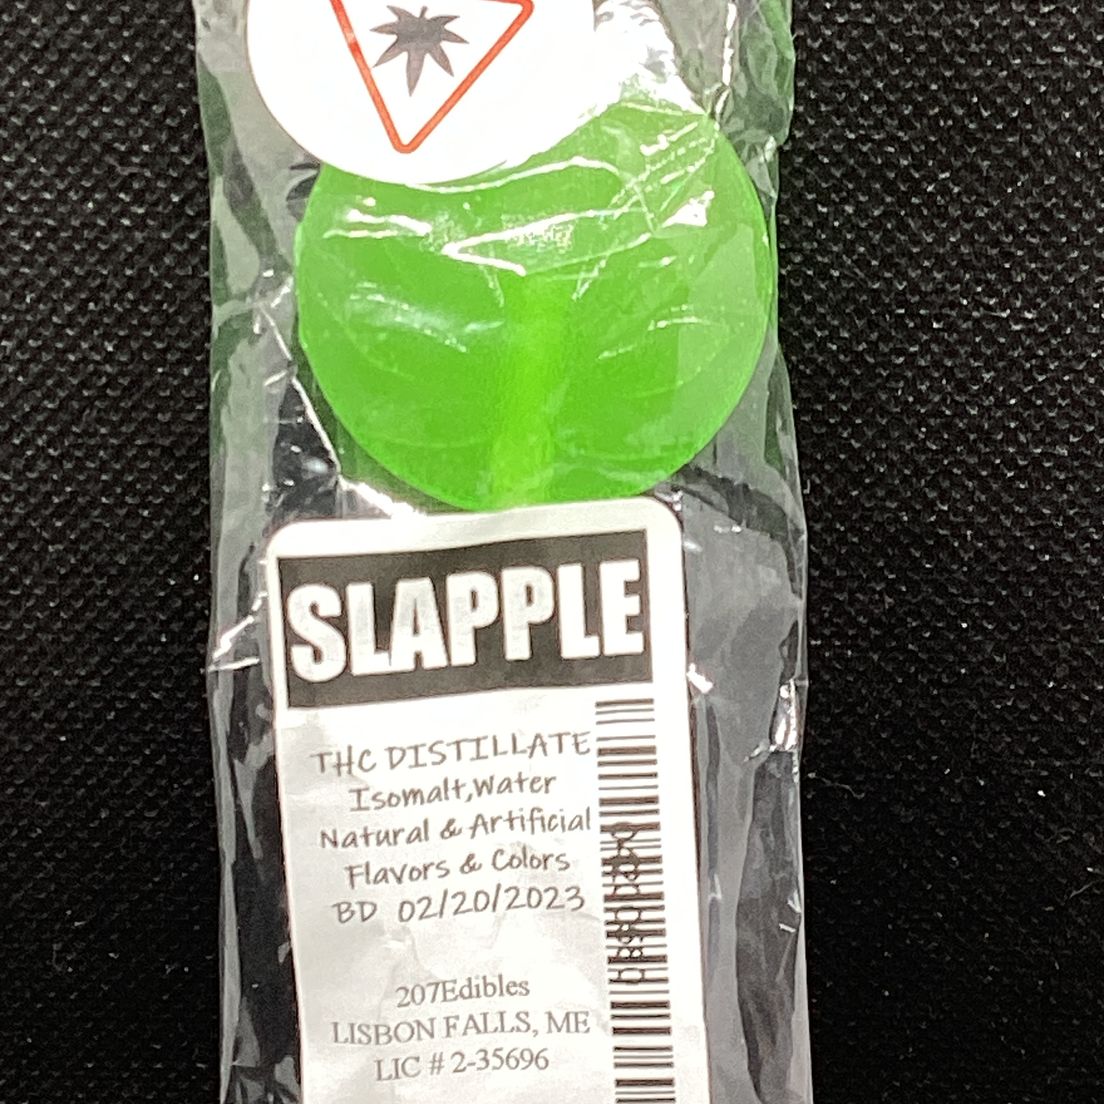 SLAPPLE
THC DISTILLATE
Isomalt,Water
Natural & Artificial
Flavors & Colors
BD 02/20/2023
207Edibles
LISBON FALLS, ME
LIC # 2-35696